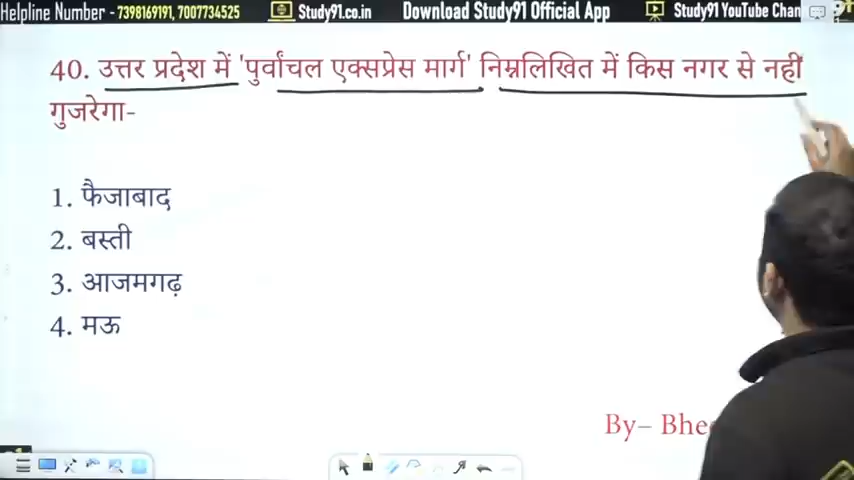 Helpline Number - 7398169191, 7007734525 Study91.co.in Download Study91 Official App Study91 YouTube Chan
40. उत्तर प्रदेश में 'पुर्वांचल एक्सप्रेस मार्ग' निम्नलिखित में किस नगर से नहीं
गुजरेगा-
1. फैजाबाद
2. बस्ती
3. आजमगढ़
4. मऊ
By– Bhe